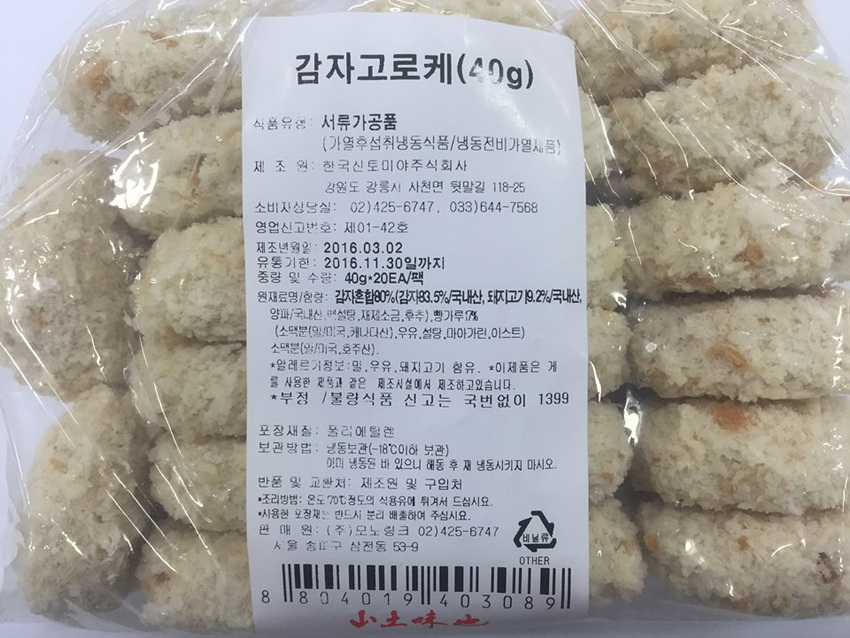 감자고로케(40g)
식품유형: 서류가공품
(가열후섭취냉동식품/냉동전비가열제품)
제 조 원: 한국신토미야주식회사
강원도 강릉시 사천면 뒷말길 118-25
소비자상담실: 02)425-6747, 033)644-7568
영업신고번호: 제01-42호
제조년월일: 2016.03.02
유통기한: 2016.11.30일까지
중량 및 수량: 40g*20EA/팩
원재료명/함량: 감자혼합80%(감자83.5%/국내산, 돼지고기9.2%/국내산,
양파/국내산, 백설탕, 재제소금, 후추), 빵가루17%
(소맥분(밀/미국,캐나다산),우유,설탕,마아가린,이스트)
소맥분(밀/미국,호주산).
*알레르기정보:밀,우유,돼지고기 함유. *이제품은 게
를 사용한 제품과 같은 제조시설에서 제조하고있습니다.
*부정 /불량식품 신고는 국번없이 1399
포장재질: 폴리에틸렌
보관방법: 냉동보관(-18℃이하 보관)
이미 냉동된 바 있으니 해동 후 재 냉동시키지 마시오.
반품 및 교환처: 제조원 및 구입처
*조리방법: 온도170℃정도의 식용유에 튀겨서 드십시요.
*사용한 포장재는 반드시 분리 배출하여 주십시요.
판 매 원: (주)모노링크 02)425-6747
서울 송파구 삼전동 53-9
비닐류
OTHER
8 804019 403089
山土味也